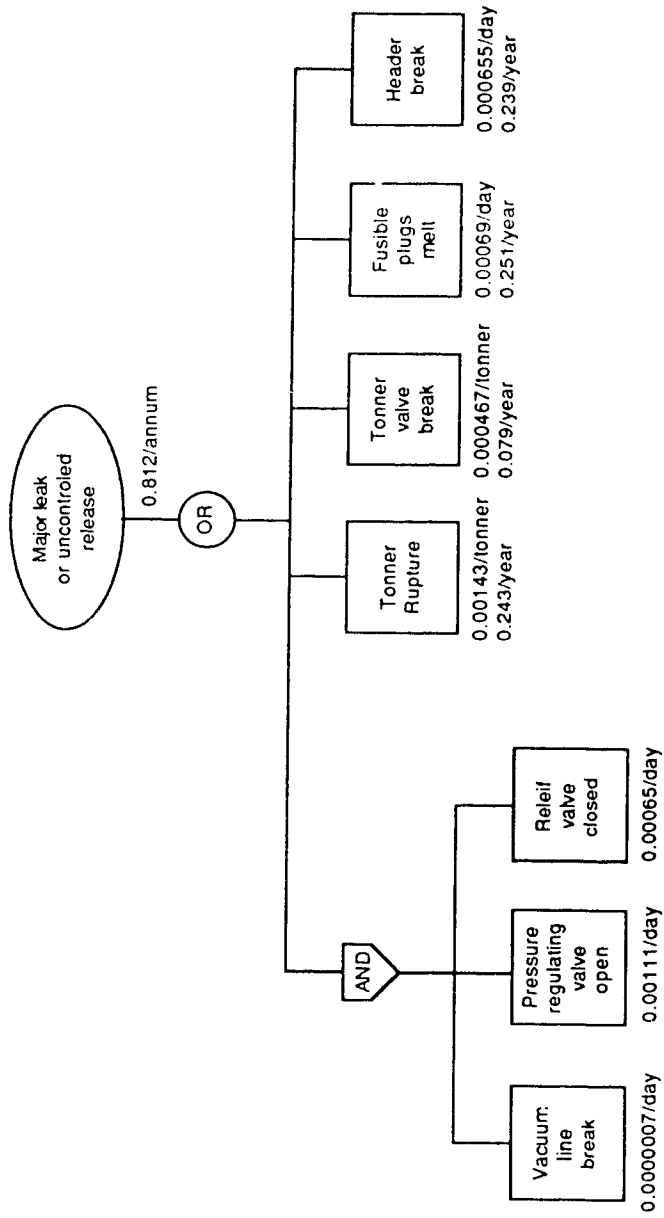 Major leak
or uncontroled
release
0.812/annum
OR
AND
Tonner
Rupture
0.00143/tonner
0.243/year
Tonner
valve
break
0.000467/tonner
0.079/year
Fusible
plugs
melt
0.00069/day
0.251/year
Header
break
0.000655/day
0.239/year
Vacuum
line
break
0.0000007/day
Pressure
regulating
valve
open
0.00111/day
Releif
valve
closed
0.00065/day